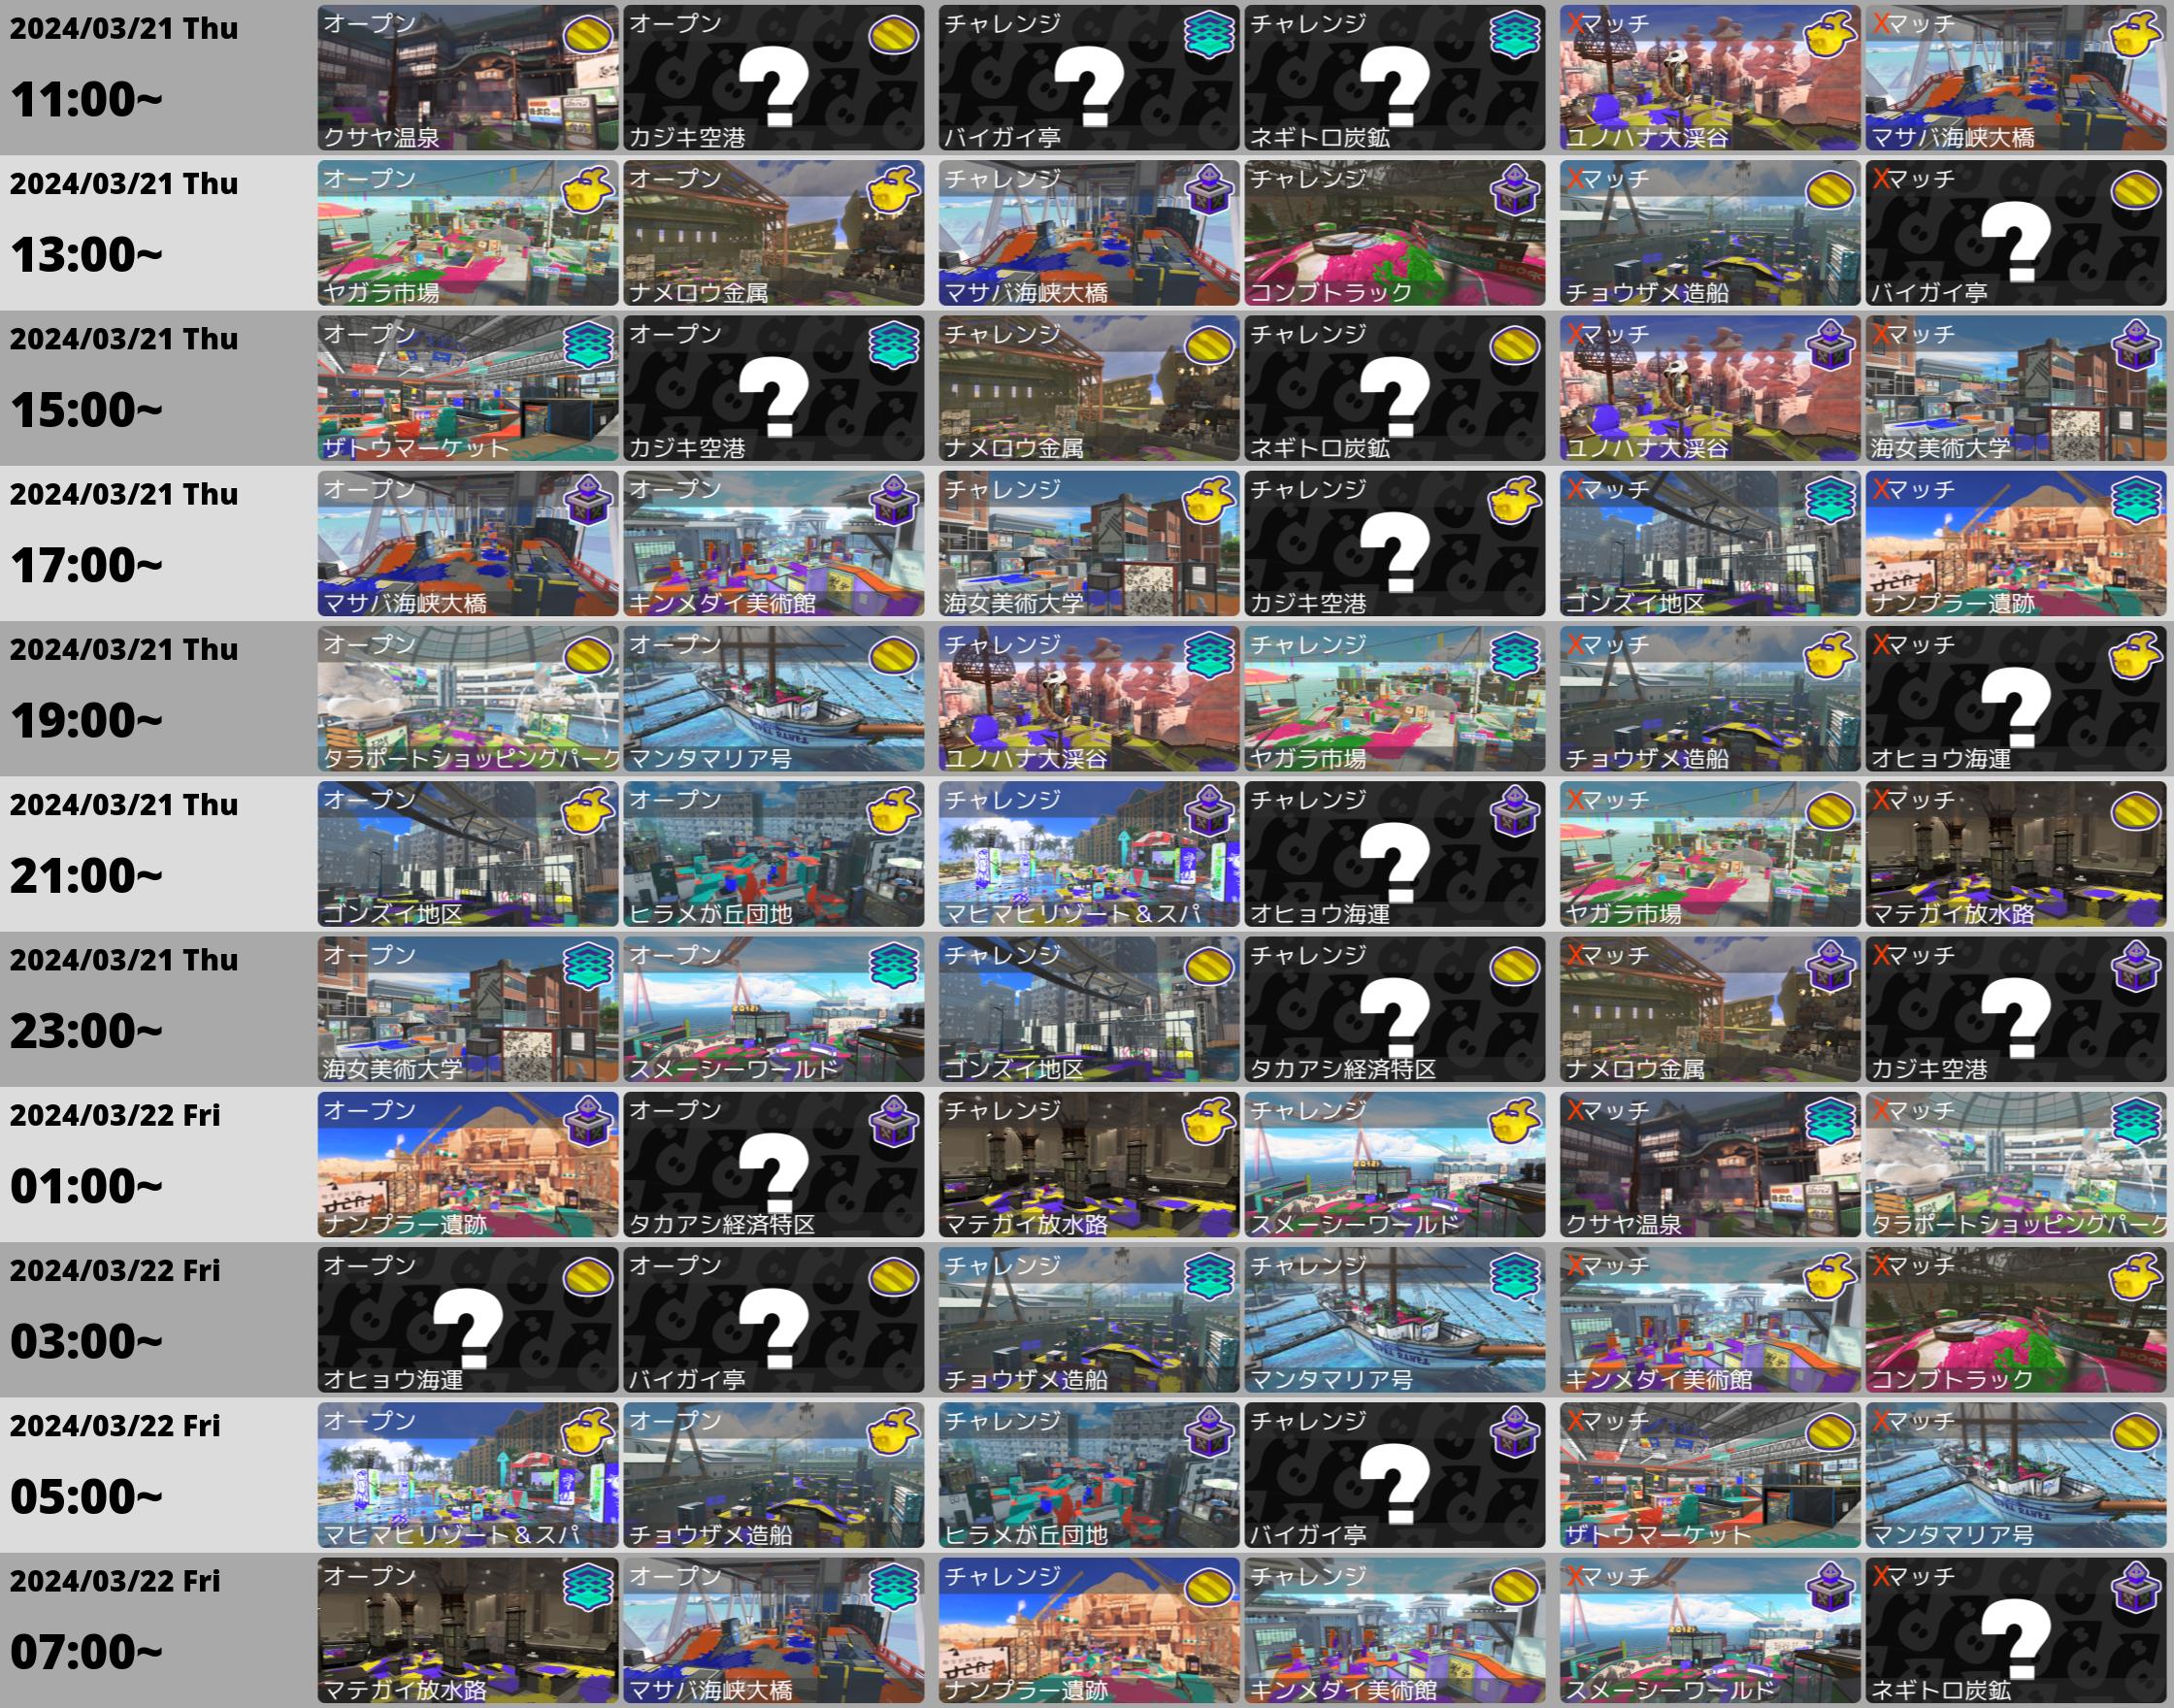 2024/03/21 Thu
11:00~
オープン
クサヤ温泉
オープン
カジキ空港
チャレンジ
バイガイ亭
チャレンジ
ネギトロ炭鉱
Xマッチ
ユノハナ大渓谷
Xマッチ
マサバ海峡大橋
2024/03/21 Thu
13:00~
オープン
ヤガラ市場
オープン
ナメロウ金属
チャレンジ
マサバ海峡大橋
チャレンジ
コンブトラック
Xマッチ
チョウザメ造船
Xマッチ
バイガイ亭
2024/03/21 Thu
15:00~
オープン
ザトウマーケット
オープン
カジキ空港
チャレンジ
ナメロウ金属
チャレンジ
ネギトロ炭鉱
Xマッチ
ユノハナ大渓谷
Xマッチ
海女美術大学
2024/03/21 Thu
17:00~
オープン
マサバ海峡大橋
オープン
キンメダイ美術館
チャレンジ
海女美術大学
チャレンジ
カジキ空港
Xマッチ
ゴンズイ地区
Xマッチ
ナンプラー遺跡
2024/03/21 Thu
19:00~
オープン
タラポートショッピングパーク
オープン
マンタマリア号
チャレンジ
ユノハナ大渓谷
チャレンジ
ヤガラ市場
Xマッチ
チョウザメ造船
Xマッチ
オヒョウ海運
2024/03/21 Thu
21:00~
オープン
ゴンズイ地区
オープン
ヒラメが丘団地
チャレンジ
マヒマヒリゾート＆スパ
チャレンジ
オヒョウ海運
Xマッチ
ヤガラ市場
Xマッチ
マテガイ放水路
2024/03/21 Thu
23:00~
オープン
海女美術大学
オープン
スメーシーワールド
チャレンジ
ゴンズイ地区
チャレンジ
タカアシ経済特区
Xマッチ
ナメロウ金属
Xマッチ
カジキ空港
2024/03/22 Fri
01:00~
オープン
ナンプラー遺跡
オープン
タカアシ経済特区
チャレンジ
マテガイ放水路
チャレンジ
スメーシーワールド
Xマッチ
クサヤ温泉
Xマッチ
タラポートショッピングパーク
2024/03/22 Fri
03:00~
オープン
オヒョウ海運
オープン
バイガイ亭
チャレンジ
チョウザメ造船
チャレンジ
マンタマリア号
Xマッチ
キンメダイ美術館
Xマッチ
コンブトラック
2024/03/22 Fri
05:00~
オープン
マヒマヒリゾート＆スパ
オープン
チョウザメ造船
チャレンジ
ヒラメが丘団地
チャレンジ
バイガイ亭
Xマッチ
ザトウマーケット
Xマッチ
マンタマリア号
2024/03/22 Fri
07:00~
オープン
マテガイ放水路
オープン
マサバ海峡大橋
チャレンジ
ナンプラー遺跡
チャレンジ
キンメダイ美術館
Xマッチ
スメーシーワールド
Xマッチ
ネギトロ炭鉱